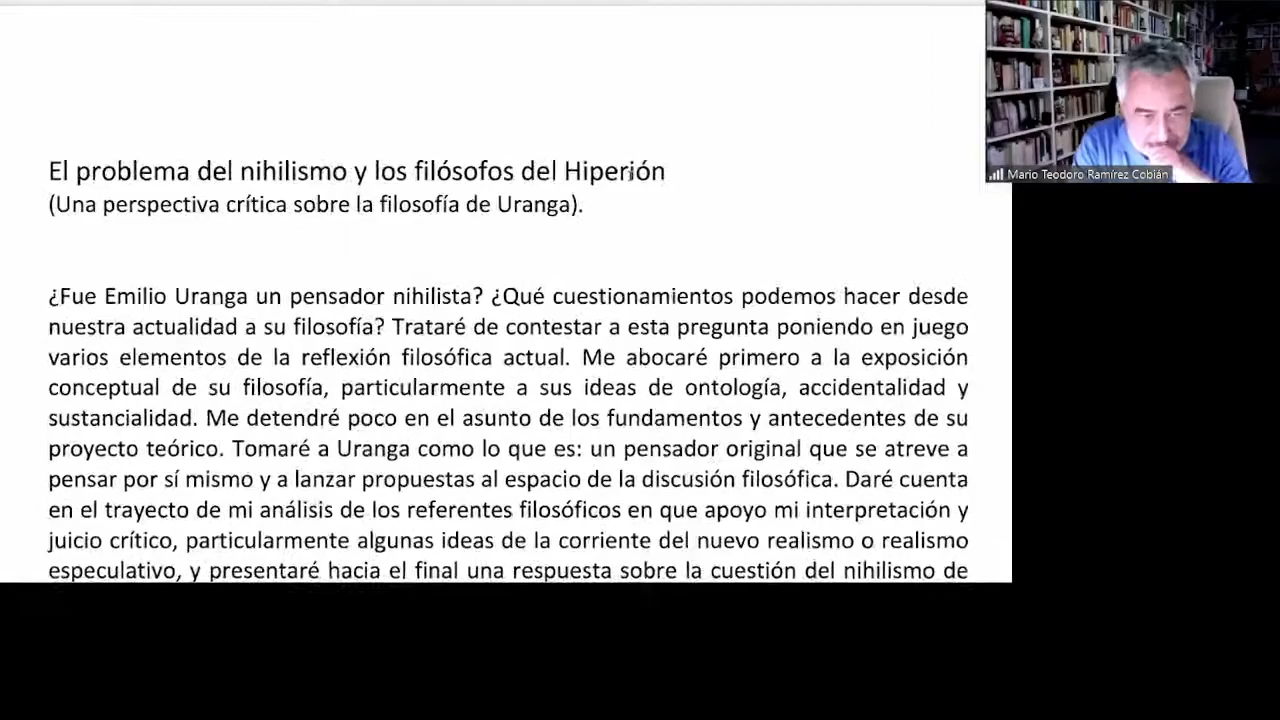 El problema del nihilismo y los filósofos del Hiperión
(Una perspectiva crítica sobre la filosofía de Uranga).
¿Fue Emilio Uranga un pensador nihilista? ¿Qué cuestionamientos podemos hacer desde
nuestra actualidad a su filosofía? Trataré de contestar a esta pregunta poniendo en juego
varios elementos de la reflexión filosófica actual. Me abocaré primero a la exposición
conceptual de su filosofía, particularmente a sus ideas de ontología, accidentalidad y
sustancialidad. Me detendré poco en el asunto de los fundamentos y antecedentes de su
proyecto teórico. Tomaré a Uranga como lo que es: un pensador original que se atreve a
pensar por sí mismo y a lanzar propuestas al espacio de la discusión filosófica. Daré cuenta
en el trayecto de mi análisis de los referentes filosóficos en que apoyo mi interpretación y
juicio crítico, particularmente algunas ideas de la corriente del nuevo realismo o realismo
especulativo, y presentaré hacia el final una respuesta sobre la cuestión del nihilismo de
Mario Teodoro Ramírez Cobián